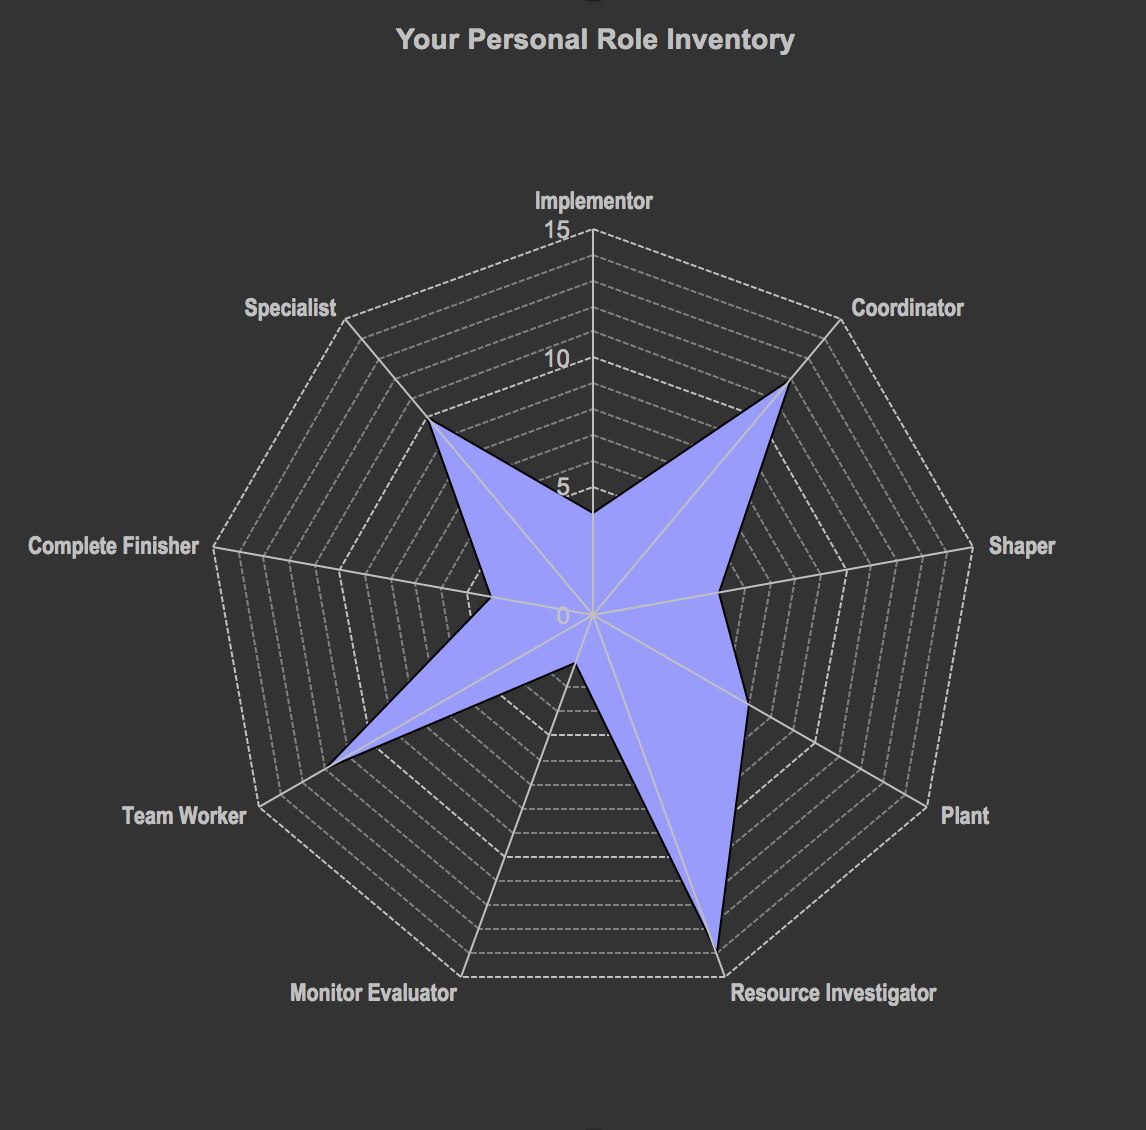 Your Personal Role Inventory
Implementor
15
Specialist
Coordinator
10
5
Complete Finisher
Shaper
0
Team Worker
Plant
Monitor Evaluator
Resource Investigator